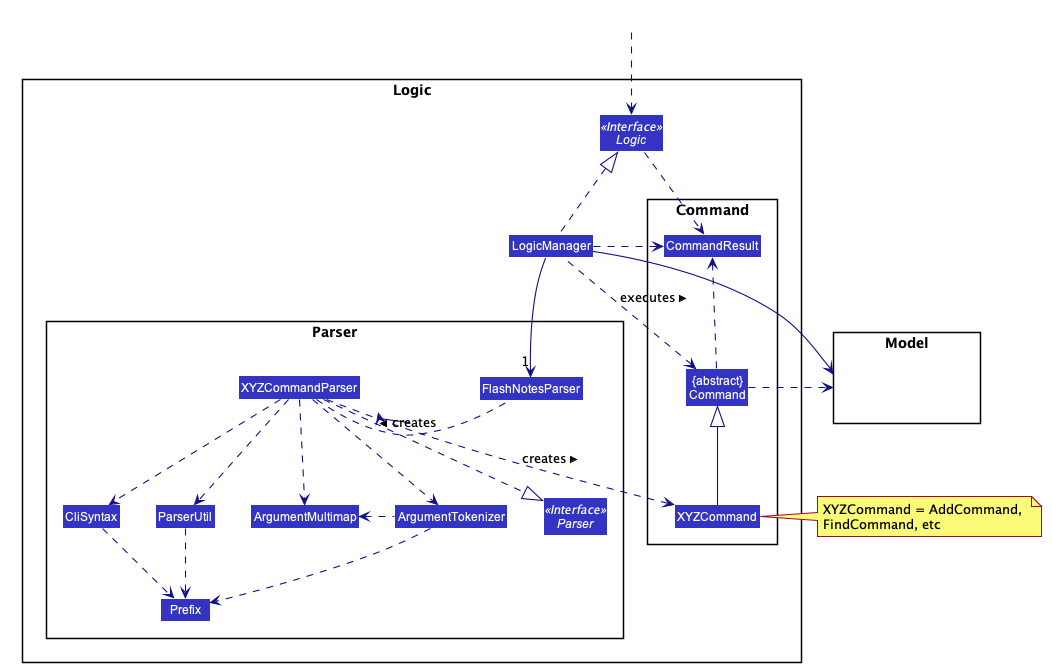 Logic
«Interface»
Logic
Command
LogicManager
CommandResult
executes ▶
Parser
Model
1
XYZCommandParser
FlashNotesParser
{abstract}
Command
◀ creates
creates ▶
CliSyntax
ParserUtil
ArgumentMultimap
ArgumentTokenizer
«Interface»
Parser
XYZCommand
XYZCommand = AddCommand,
FindCommand, etc
Prefix